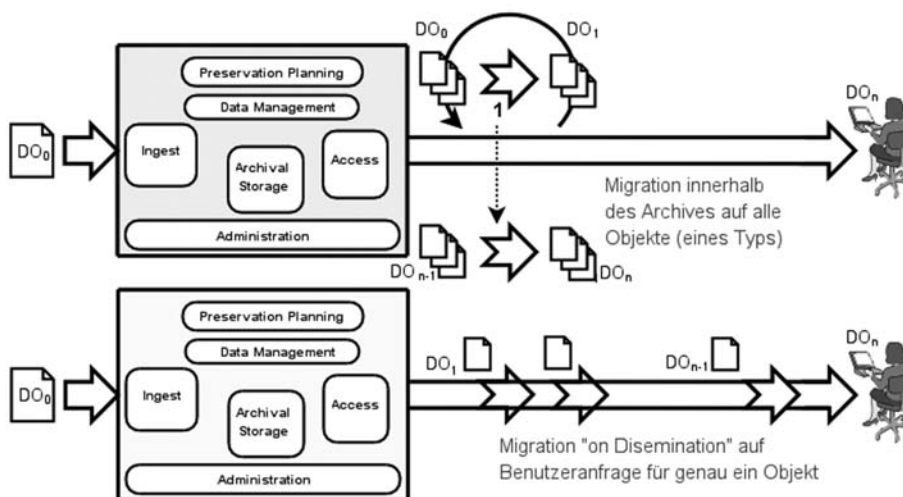 DO₀
DO₁
DOₙ
Preservation Planning
Data Management
1
DO₀
Ingest
Archival
Storage
Access
Migration innerhalb
des Archives auf alle
Objekte (eines Typs)
Administration
DOₙ₋₁
DOₙ
Preservation Planning
Data Management
DO₁
DOₙ₋₁
DOₙ
DO₀
Ingest
Archival
Storage
Access
Migration "on Disemination" auf
Benutzeranfrage für genau ein Objekt
Administration